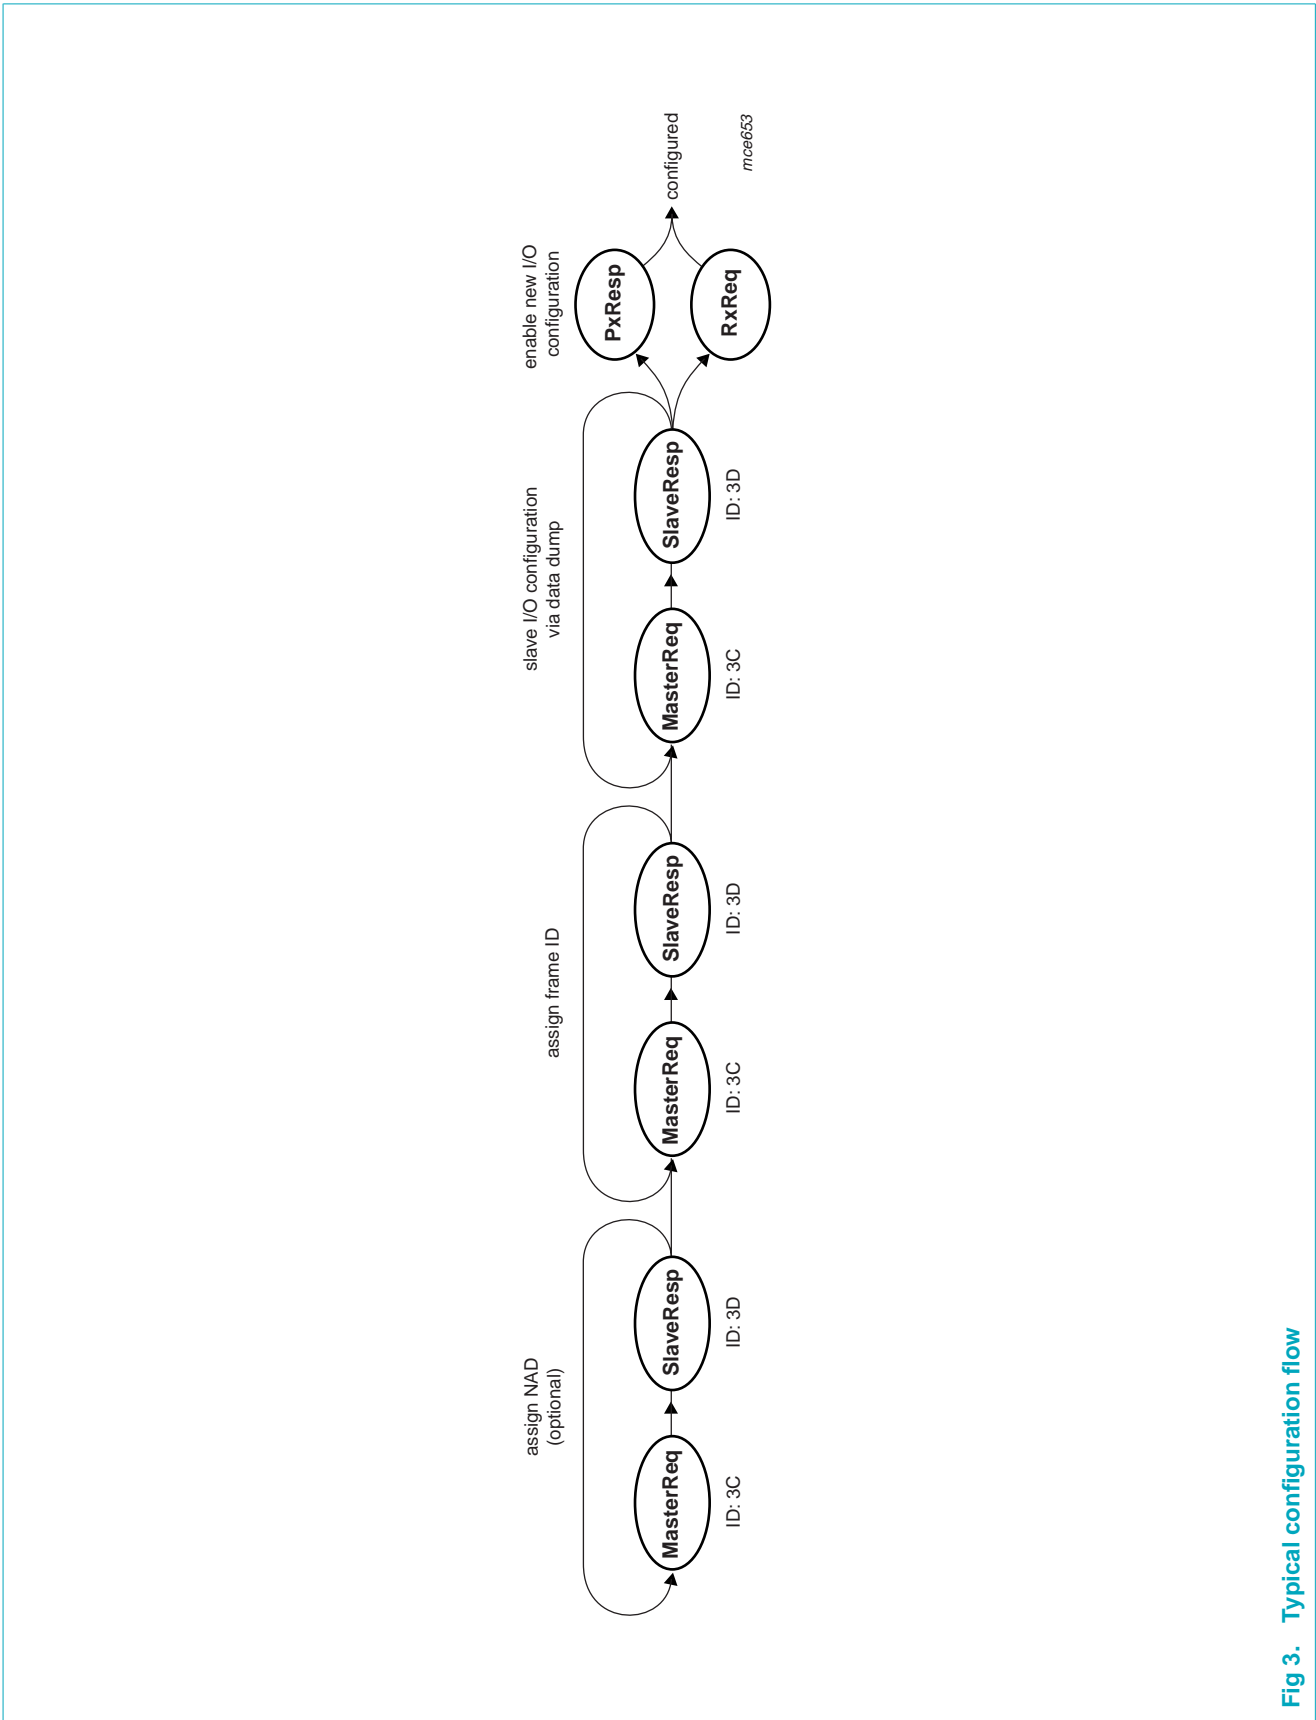 assign NAD
(optional)
assign frame ID
slave I/O configuration
via data dump
enable new I/O
configuration
MasterReq
SlaveResp
MasterReq
SlaveResp
MasterReq
SlaveResp
PxResp
RxReq
configured
ID: 3C
ID: 3D
ID: 3C
ID: 3D
ID: 3C
ID: 3D
mce653
Fig 3. Typical configuration flow